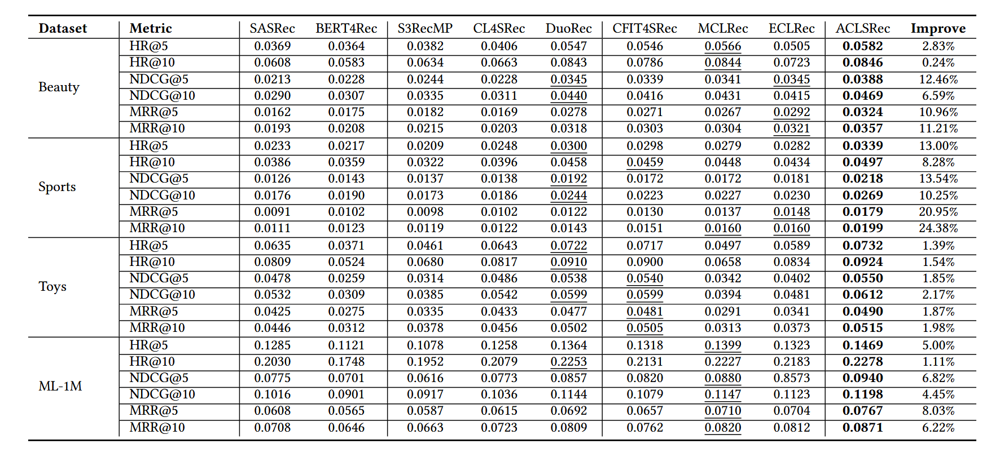 Dataset Metric SASRec BERT4Rec S3RecMP CL4SRec DuoRec CFIT4SRec MCLRec ECLRec ACLSRec Improve
Beauty
HR@5 0.0369 0.0364 0.0382 0.0406 0.0547 0.0546 0.0566 0.0505 0.0582 2.83%
HR@10 0.0608 0.0583 0.0634 0.0663 0.0843 0.0786 0.0844 0.0723 0.0846 0.24%
NDCG@5 0.0213 0.0228 0.0244 0.0228 0.0345 0.0339 0.0341 0.0345 0.0388 12.46%
NDCG@10 0.0290 0.0307 0.0335 0.0311 0.0440 0.0416 0.0431 0.0415 0.0469 6.59%
MRR@5 0.0162 0.0175 0.0182 0.0169 0.0278 0.0271 0.0267 0.0292 0.0324 10.96%
MRR@10 0.0193 0.0208 0.0215 0.0203 0.0318 0.0303 0.0304 0.0321 0.0357 11.21%
Sports
HR@5 0.0233 0.0217 0.0209 0.0248 0.0300 0.0298 0.0279 0.0282 0.0339 13.00%
HR@10 0.0386 0.0359 0.0322 0.0396 0.0458 0.0459 0.0448 0.0434 0.0497 8.28%
NDCG@5 0.0126 0.0143 0.0137 0.0138 0.0192 0.0172 0.0172 0.0181 0.0218 13.54%
NDCG@10 0.0176 0.0190 0.0173 0.0186 0.0244 0.0223 0.0227 0.0230 0.0269 10.25%
MRR@5 0.0091 0.0102 0.0098 0.0102 0.0122 0.0130 0.0137 0.0148 0.0179 20.95%
MRR@10 0.0111 0.0123 0.0119 0.0122 0.0143 0.0151 0.0160 0.0160 0.0199 24.38%
Toys
HR@5 0.0635 0.0371 0.0461 0.0643 0.0722 0.0717 0.0497 0.0589 0.0732 1.39%
HR@10 0.0809 0.0524 0.0680 0.0817 0.0910 0.0900 0.0658 0.0834 0.0924 1.54%
NDCG@5 0.0478 0.0259 0.0314 0.0486 0.0538 0.0540 0.0342 0.0402 0.0550 1.85%
NDCG@10 0.0532 0.0309 0.0385 0.0542 0.0599 0.0599 0.0394 0.0481 0.0612 2.17%
MRR@5 0.0425 0.0275 0.0335 0.0433 0.0477 0.0481 0.0291 0.0341 0.0490 1.87%
MRR@10 0.0446 0.0312 0.0378 0.0456 0.0502 0.0505 0.0313 0.0373 0.0515 1.98%
ML-1M
HR@5 0.1285 0.1121 0.1078 0.1258 0.1364 0.1318 0.1399 0.1323 0.1469 5.00%
HR@10 0.2030 0.1748 0.1952 0.2079 0.2253 0.2131 0.2227 0.2183 0.2278 1.11%
NDCG@5 0.0775 0.0701 0.0616 0.0773 0.0857 0.0820 0.0880 0.8573 0.0940 6.82%
NDCG@10 0.1016 0.0901 0.0917 0.1036 0.1144 0.1079 0.1147 0.1123 0.1198 4.45%
MRR@5 0.0608 0.0565 0.0587 0.0615 0.0692 0.0657 0.0710 0.0704 0.0767 8.03%
MRR@10 0.0708 0.0646 0.0663 0.0723 0.0809 0.0762 0.0820 0.0812 0.0871 6.22%